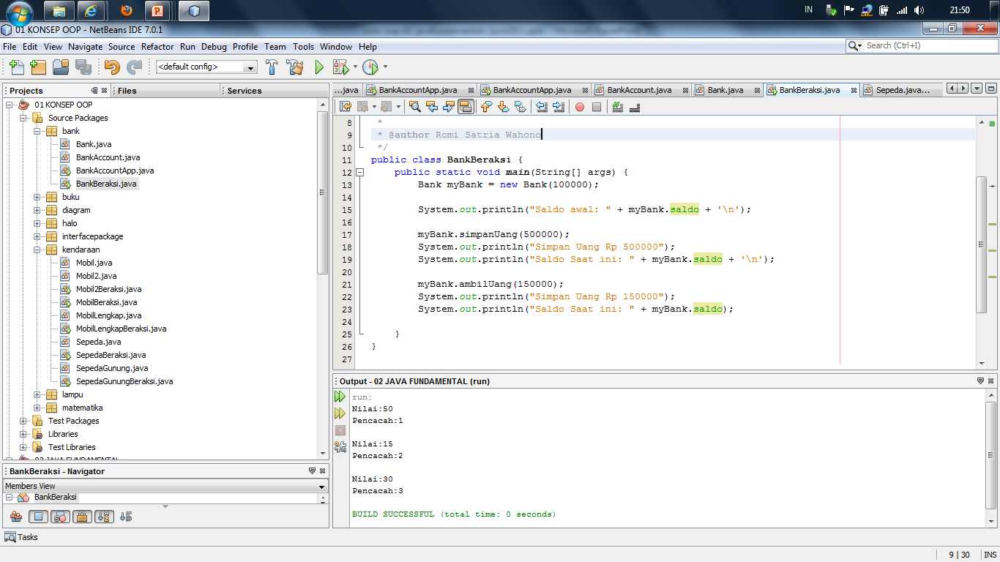 IN
21:50
01 KONSEP OOP - NetBeans IDE 7.0.1
File Edit View Navigate Source Refactor Run Debug Profile Team Tools Window Help
Search (Ctrl+I)
<default config>
Projects
Files
Services
01 KONSEP OOP
Source Packages
bank
Bank.java
BankAccount.java
BankAccountApp.java
BankBeraksi.java
buku
diagram
halo
interfacepackage
kendaraan
Mobil.java
Mobil2.java
Mobil2Beraksi.java
MobilBeraksi.java
MobilLengkap.java
MobilLengkapBeraksi.java
Sepeda.java
SepedaBeraksi.java
SepedaGunung.java
SepedaGunungBeraksi.java
lampu
matematika
Test Packages
Libraries
Test Libraries
02 JAVA FUNDAMENTAL
BankBeraksi - Navigator
Members View
BankBeraksi
Tasks
...java BankAccountApp.java BankAccountApp.java BankAccount.java Bank.java BankBeraksi.java Sepeda.java...
8 *
9 * @author Romi Satria Wahono
10 */
11 public class BankBeraksi {
12 public static void main(String[] args) {
13 Bank myBank = new Bank(100000);
14
15 System.out.println("Saldo awal: " + myBank.saldo + '\n');
16
17 myBank.simpanUang(500000);
18 System.out.println("Simpan Uang Rp 500000");
19 System.out.println("Saldo Saat ini: " + myBank.saldo + '\n');
20
21 myBank.ambilUang(150000);
22 System.out.println("Simpan Uang Rp 150000");
23 System.out.println("Saldo Saat ini: " + myBank.saldo);
24
25 }
26 }
27
Output - 02 JAVA FUNDAMENTAL (run)
run:
Nilai:50
Pencacah:1
Nilai:15
Pencacah:2
Nilai:30
Pencacah:3
BUILD SUCCESSFUL (total time: 0 seconds)
9 | 30 INS